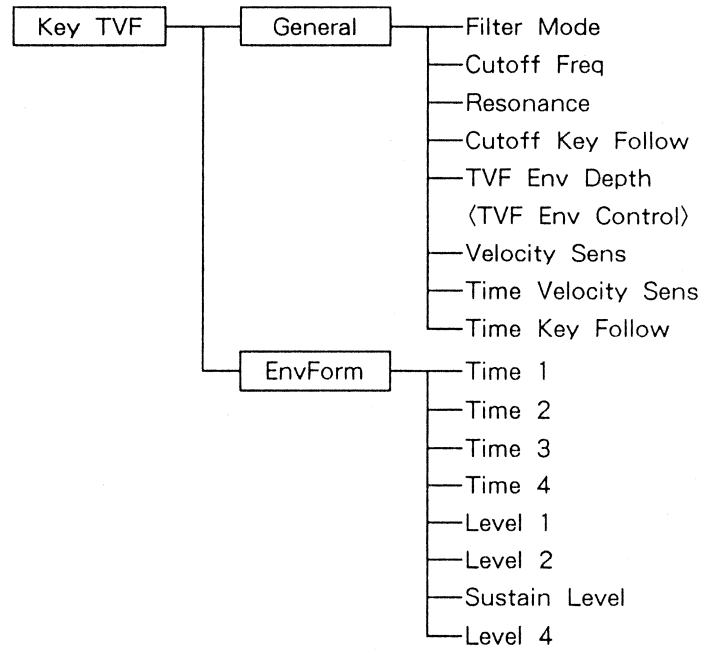 Key TVF
General
Filter Mode
Cutoff Freq
Resonance
Cutoff Key Follow
TVF Env Depth
〈TVF Env Control〉
Velocity Sens
Time Velocity Sens
Time Key Follow
EnvForm
Time 1
Time 2
Time 3
Time 4
Level 1
Level 2
Sustain Level
Level 4